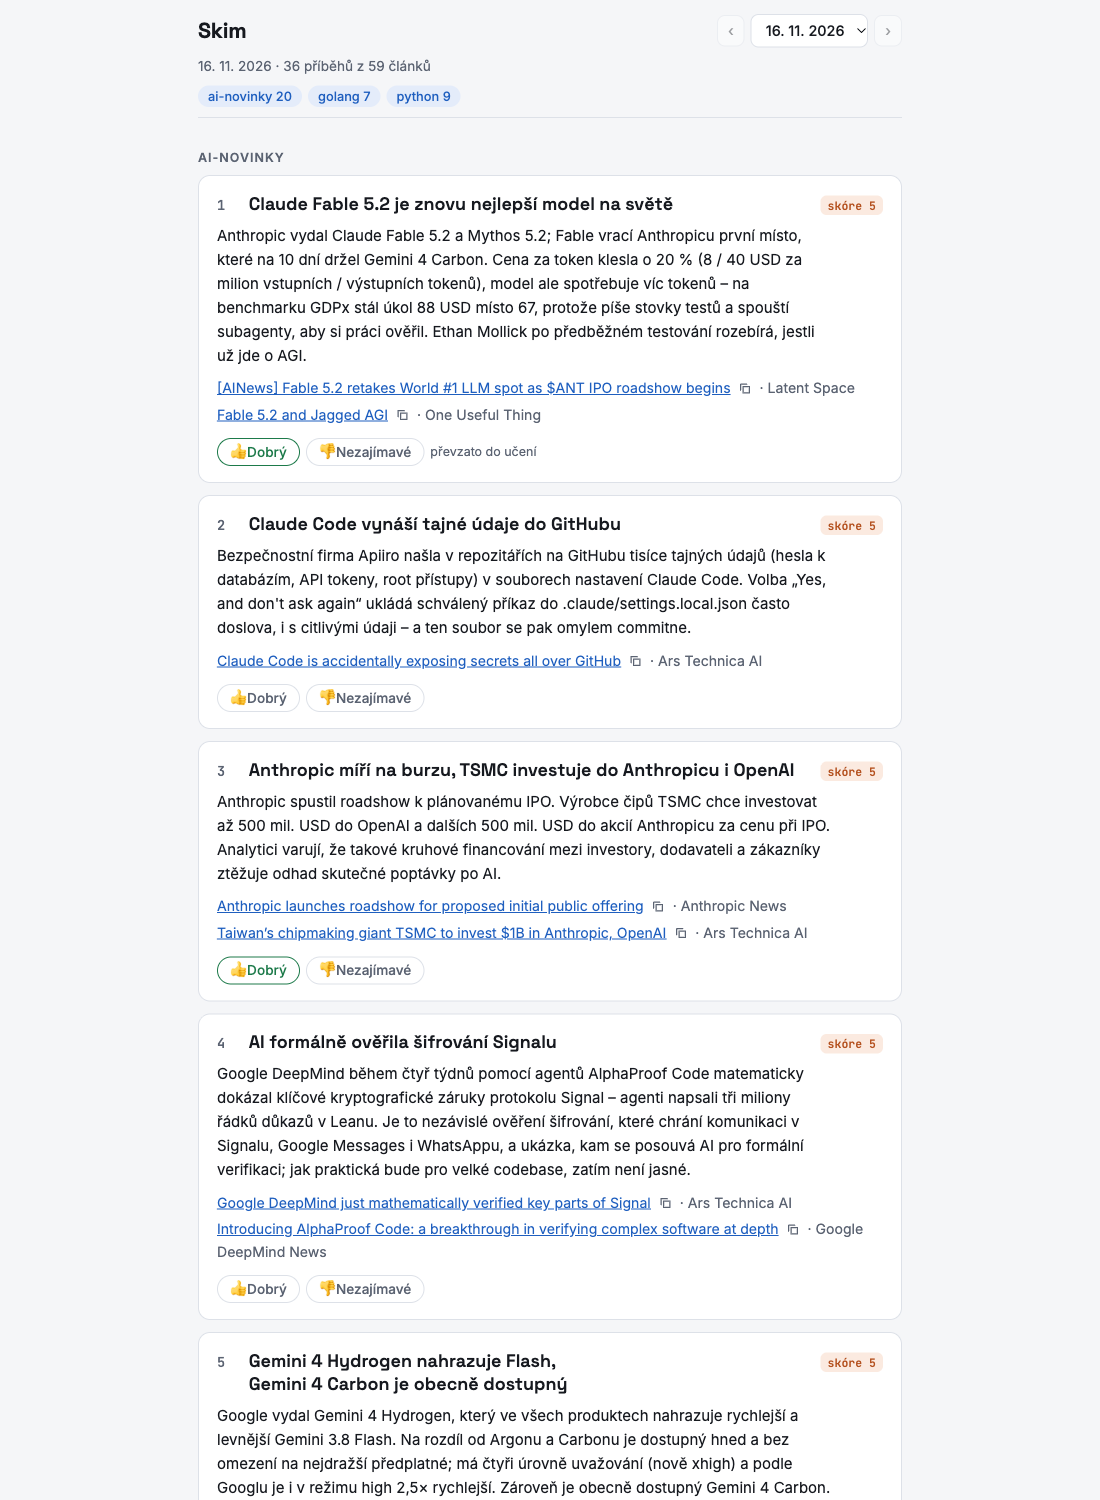 Skim
‹ 16. 11. 2026 ›
16. 11. 2026 · 36 příběhů z 59 článků
ai-novinky 20 golang 7 python 9
AI-NOVINKY
1 Claude Fable 5.2 je znovu nejlepší model na světě skóre 5
Anthropic vydal Claude Fable 5.2 a Mythos 5.2; Fable vrací Anthropicu první místo,
které na 10 dní držel Gemini 4 Carbon. Cena za token klesla o 20 % (8 / 40 USD za
milion vstupních / výstupních tokenů), model ale spotřebuje víc tokenů – na
benchmarku GDPx stál úkol 88 USD místo 67, protože píše stovky testů a spouští
subagenty, aby si práci ověřil. Ethan Mollick po předběžném testování rozebírá, jestli
už jde o AGI.
[AINews] Fable 5.2 retakes World #1 LLM spot as $ANT IPO roadshow begins · Latent Space
Fable 5.2 and Jagged AGI · One Useful Thing
👍Dobrý 👎Nezajímavé převzato do učení
2 Claude Code vynáší tajné údaje do GitHubu skóre 5
Bezpečnostní firma Apiiro našla v repozitářích na GitHubu tisíce tajných údajů (hesla k
databázím, API tokeny, root přístupy) v souborech nastavení Claude Code. Volba „Yes,
and don't ask again“ ukládá schválený příkaz do .claude/settings.local.json často
doslova, i s citlivými údaji – a ten soubor se pak omylem commitne.
Claude Code is accidentally exposing secrets all over GitHub · Ars Technica AI
👍Dobrý 👎Nezajímavé
3 Anthropic míří na burzu, TSMC investuje do Anthropicu i OpenAI skóre 5
Anthropic spustil roadshow k plánovanému IPO. Výrobce čipů TSMC chce investovat
až 500 mil. USD do OpenAI a dalších 500 mil. USD do akcií Anthropicu za cenu při IPO.
Analytici varují, že takové kruhové financování mezi investory, dodavateli a zákazníky
ztěžuje odhad skutečné poptávky po AI.
Anthropic launches roadshow for proposed initial public offering · Anthropic News
Taiwan’s chipmaking giant TSMC to invest $1B in Anthropic, OpenAI · Ars Technica AI
👍Dobrý 👎Nezajímavé
4 AI formálně ověřila šifrování Signalu skóre 5
Google DeepMind během čtyř týdnů pomocí agentů AlphaProof Code matematicky
dokázal klíčové kryptografické záruky protokolu Signal – agenti napsali tři miliony
řádků důkazů v Leanu. Je to nezávislé ověření šifrování, které chrání komunikaci v
Signalu, Google Messages i WhatsAppu, a ukázka, kam se posouvá AI pro formální
verifikaci; jak praktická bude pro velké codebase, zatím není jasné.
Google DeepMind just mathematically verified key parts of Signal · Ars Technica AI
Introducing AlphaProof Code: a breakthrough in verifying complex software at depth · Google
DeepMind News
👍Dobrý 👎Nezajímavé
5 Gemini 4 Hydrogen nahrazuje Flash, skóre 5
Gemini 4 Carbon je obecně dostupný
Google vydal Gemini 4 Hydrogen, který ve všech produktech nahrazuje rychlejší a
levnější Gemini 3.8 Flash. Na rozdíl od Argonu a Carbonu je dostupný hned a bez
omezení na nejdražší předplatné; má čtyři úrovně uvažování (nově xhigh) a podle
Googlu je i v režimu high 2,5× rychlejší. Zároveň je obecně dostupný Gemini 4 Carbon.